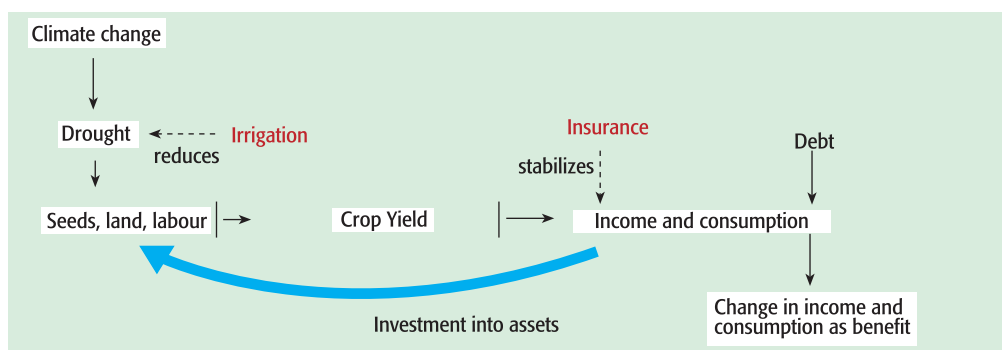 Climate change
Drought
reduces
Irrigation
Insurance
stabilizes
Debt
Seeds, land, labour
Crop Yield
Income and consumption
Investment into assets
Change in income and
consumption as benefit